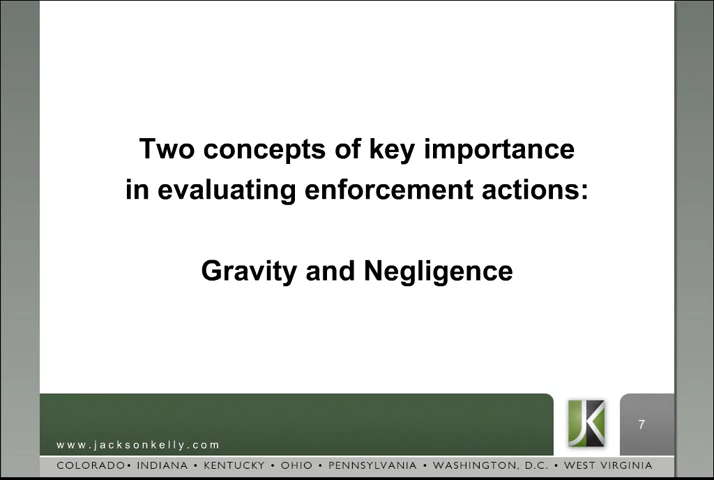 Two concepts of key importance
in evaluating enforcement actions:
Gravity and Negligence
JK
7
www.jacksonkelly.com
COLORADO • INDIANA • KENTUCKY • OHIO • PENNSYLVANIA • WASHINGTON, D.C. • WEST VIRGINIA